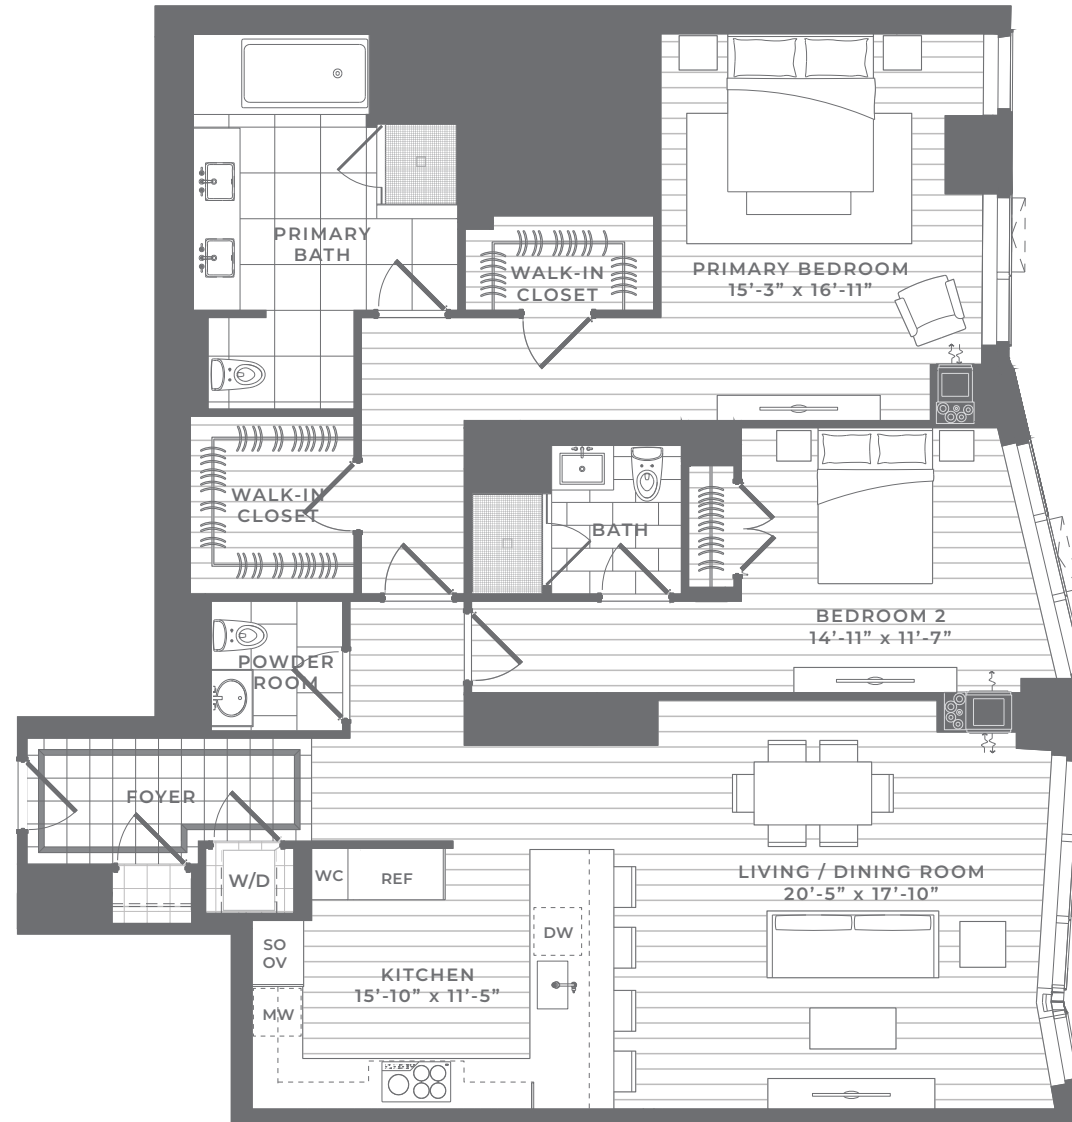 PRIMARY
BATH
WALK-IN
CLOSET
PRIMARY BEDROOM
15’-3” x 16’-11”
WALK-IN
CLOSET
BATH
BEDROOM 2
14’-11” x 11’-7”
POWDER
ROOM
FOYER
W/D
WC
REF
LIVING / DINING ROOM
20’-5” x 17’-10”
DW
SO
OV
KITCHEN
15’-10” x 11’-5”
MW